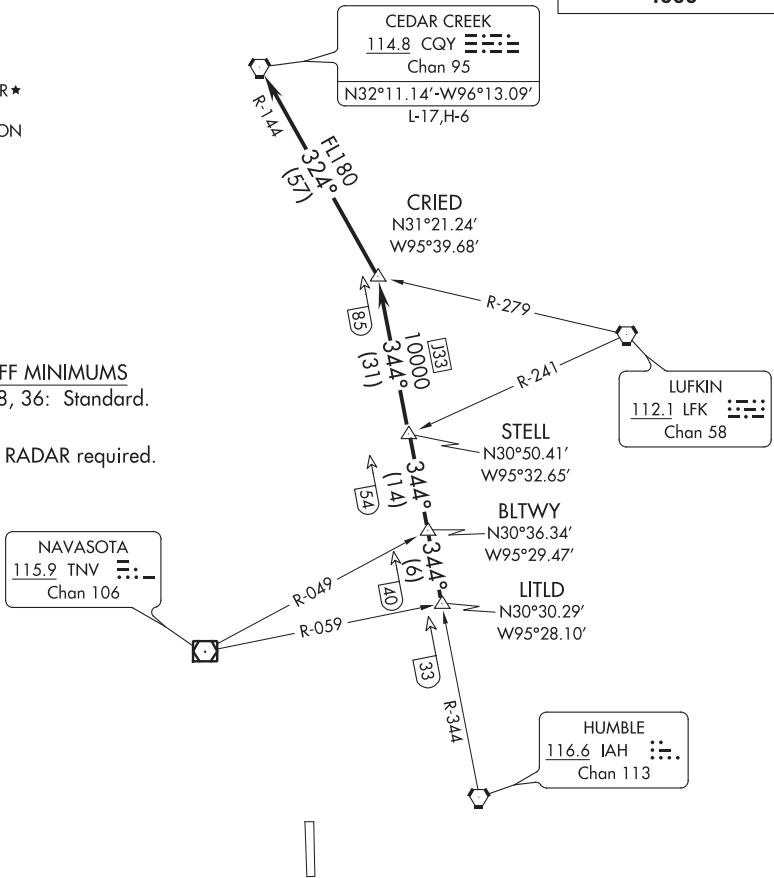 1000
CEDAR CREEK
114.8 CQY
Chan 95
N32°11.14′-W96°13.09′
L-17,H-6
R★
ON
R-144
FL180
324°
(57)
CRIED
N31°21.24′
W95°39.68′
R-279
85
J33
10000
344°
(31)
R-241
LUFKIN
112.1 LFK
Chan 58
FF MINIMUMS
8, 36: Standard.
RADAR required.
STELL
N30°50.41′
W95°32.65′
54
344°
(14)
BLTWY
N30°36.34′
W95°29.47′
NAVASOTA
115.9 TNV
Chan 106
R-049
40
344°
(6)
LITLD
N30°30.29′
W95°28.10′
R-059
33
R-344
HUMBLE
116.6 IAH
Chan 113